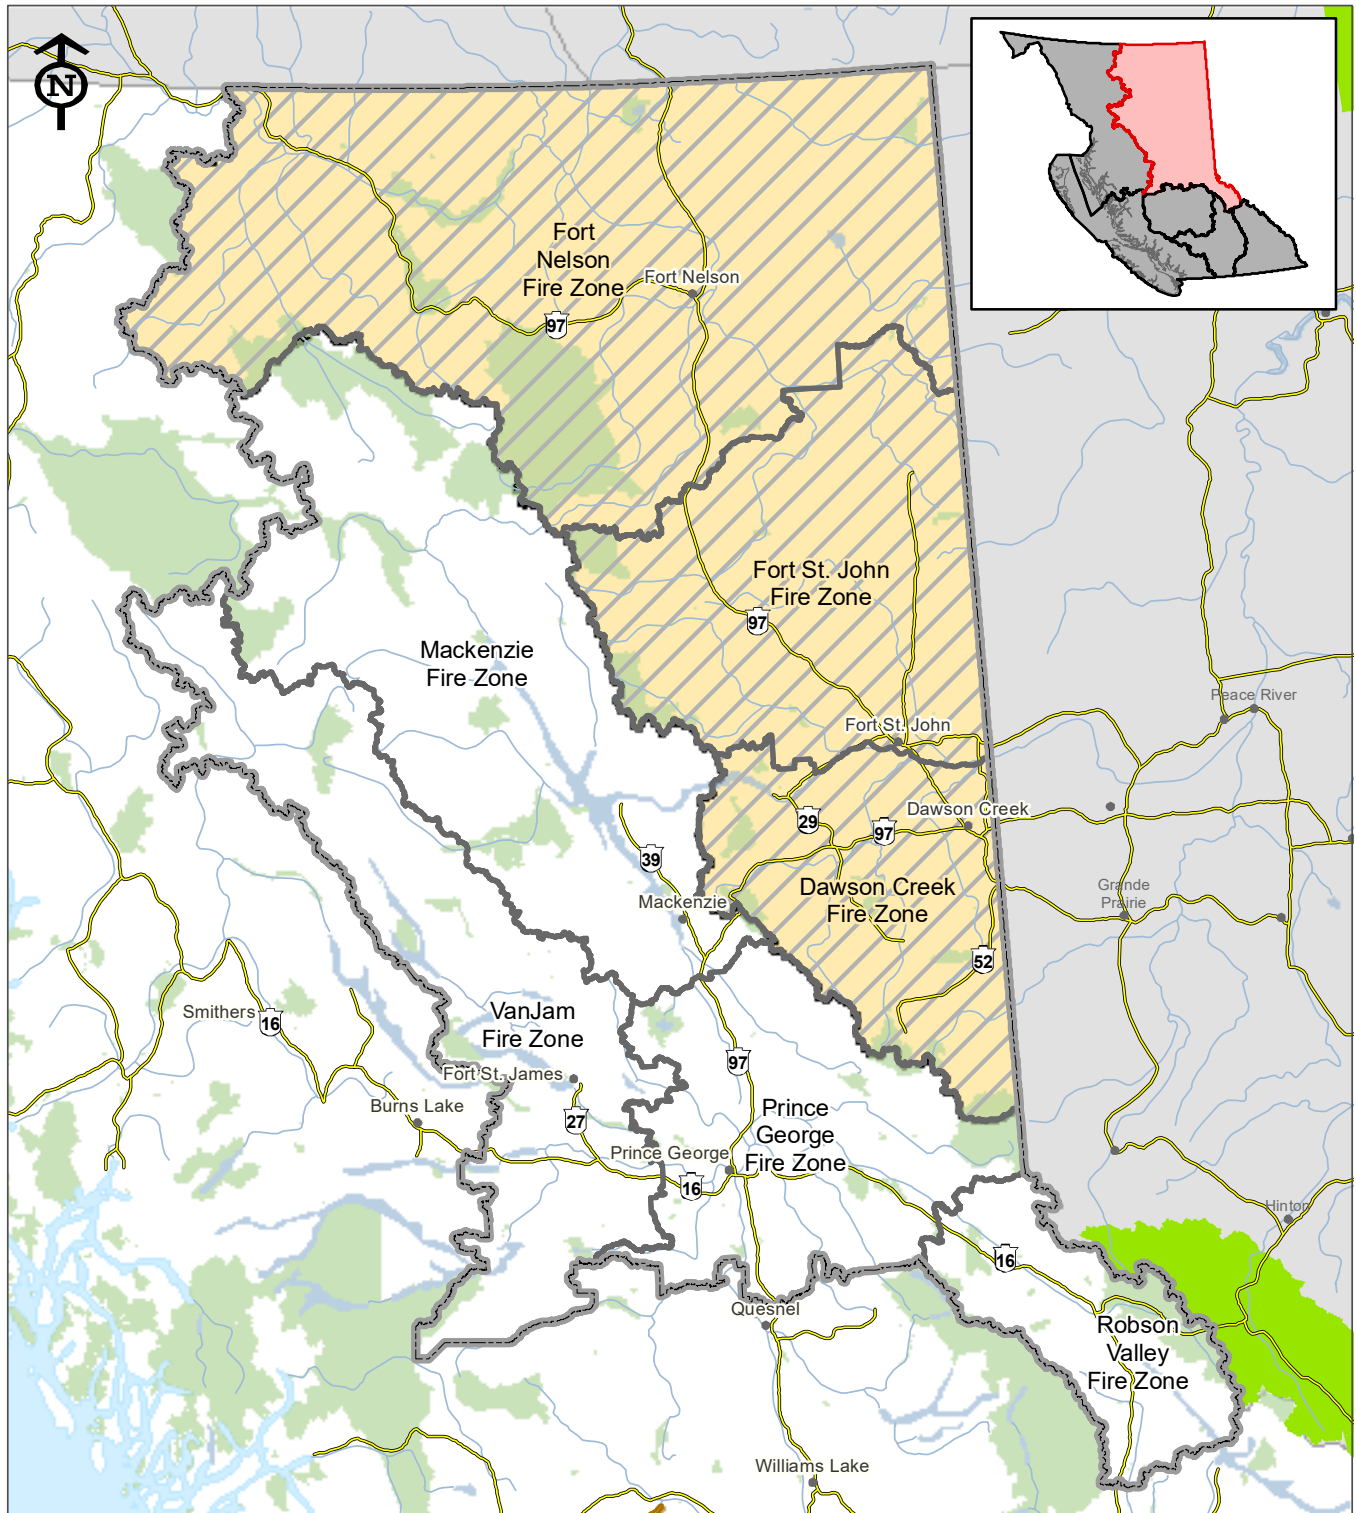 N
Fort
Nelson
Fire Zone
Fort Nelson
97
Fort St. John
Fire Zone
97
Mackenzie
Fire Zone
Peace River
Fort St. John
29
97
Dawson Creek
39
Dawson Creek
Fire Zone
Grande
Prairie
Mackenzie
52
Smithers
16
VanJam
Fire Zone
97
Fort St. James
Burns Lake
27
Prince
George
Fire Zone
Prince George
16
Hinton
16
Quesnel
Robson
Valley
Fire Zone
Williams Lake